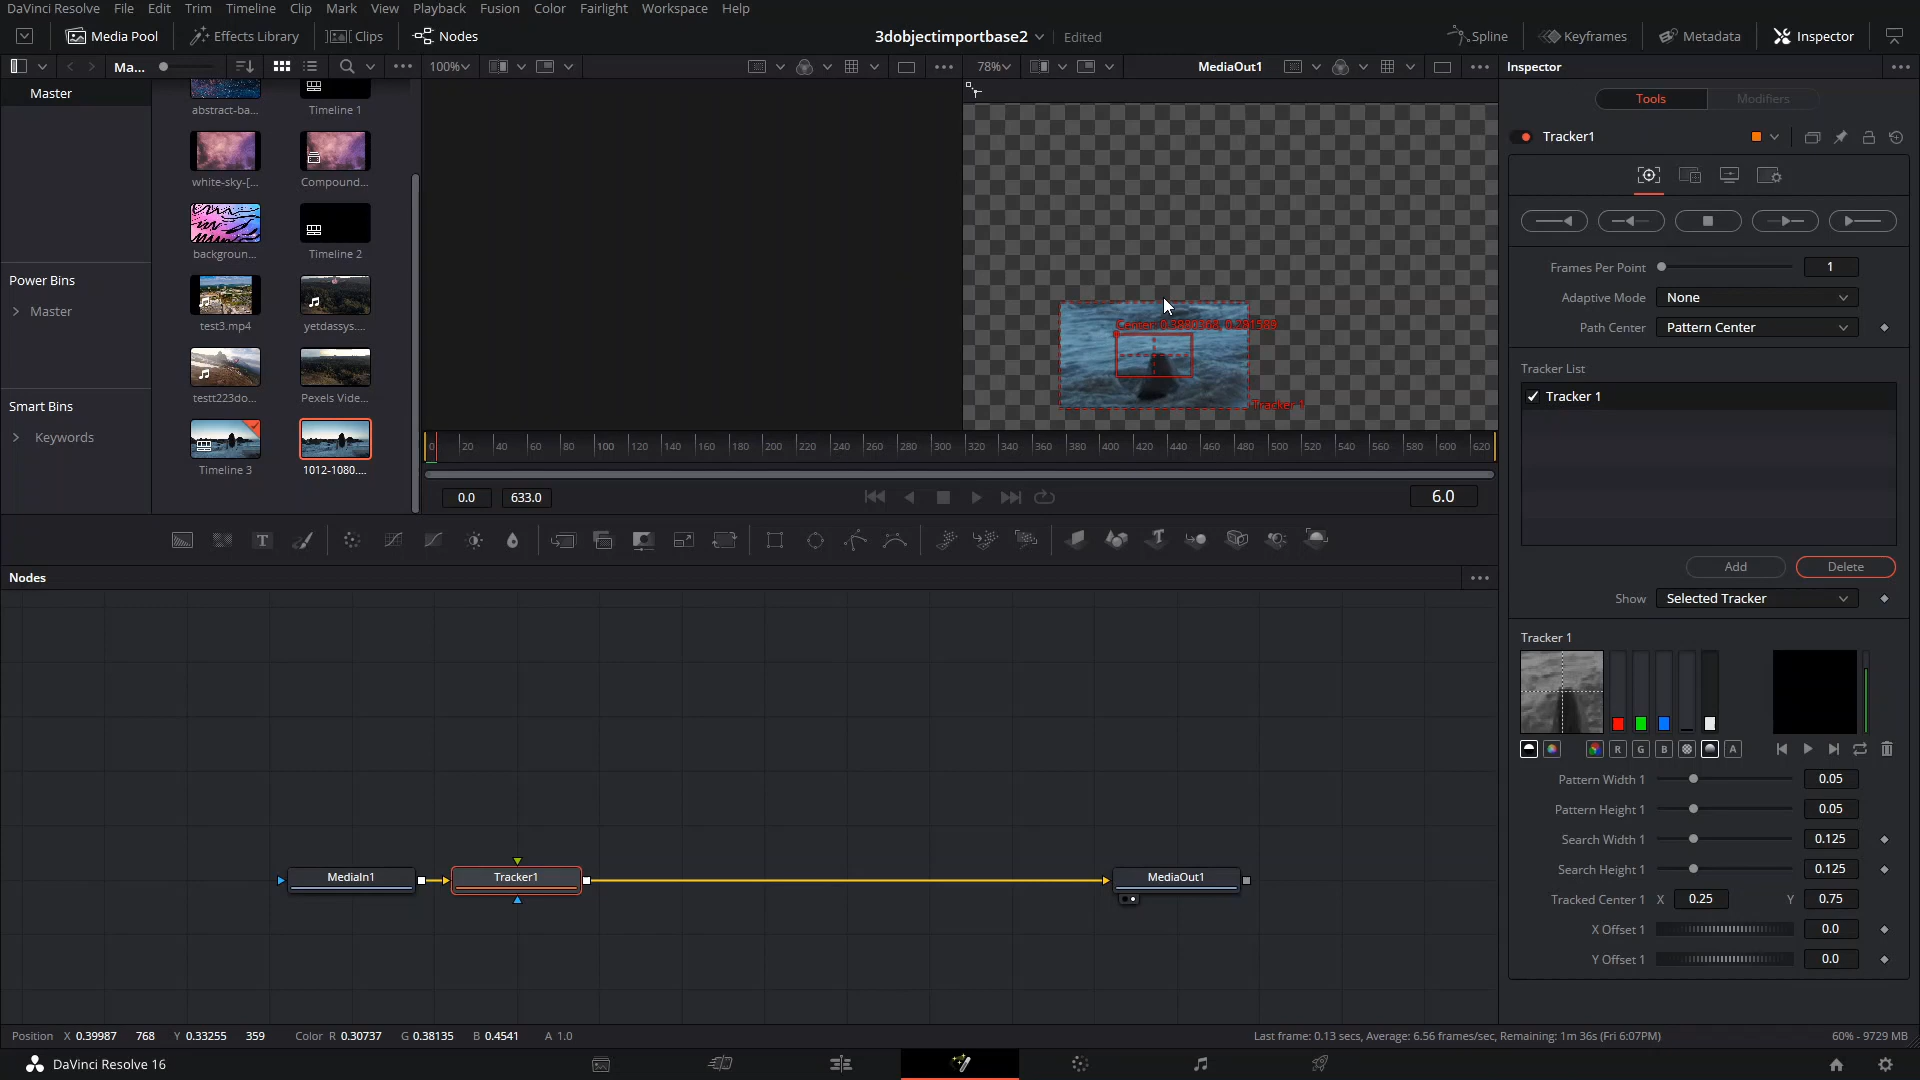 DaVinci Resolve File Edit Trim Timeline Clip Mark View Playback Fusion Color Fairlight Workspace Help
Media Pool Effects Library Clips Nodes 3dobjectimportbase2 Edited Spline Keyframes Metadata Inspector
Ma... 100% 78% MediaOut1 Inspector
Master
Tools Modifiers
abstract-ba... Timeline 1
Tracker1
white-sky-[... Compound...
backgroun... Timeline 2
Frames Per Point 1
Power Bins
Master
Adaptive Mode None
test3.mp4 yetdassys....
Path Center Pattern Center
Tracker 1
Tracker List
testt223do... Pexels Vide...
Tracker 1
Smart Bins
Keywords
0 20 40 60 80 100 120 140 160 180 200 220 240 260 280 300 320 340 360 380 400 420 440 460 480 500 520 540 560 580 600 620
Timeline 3 1012-1080....
0.0 633.0 6.0
Add Delete
Nodes
Show Selected Tracker
Tracker 1
R G B A
Pattern Width 1 0.05
Pattern Height 1 0.05
Search Width 1 0.125
Search Height 1 0.125
MediaIn1 Tracker1 MediaOut1
Tracked Center 1 X 0.25 Y 0.75
X Offset 1 0.0
Y Offset 1 0.0
Position X 0.39987 768 Y 0.33255 359 Color R 0.30737 G 0.38135 B 0.4541 A 1.0 Last frame: 0.13 secs, Average: 6.56 frames/sec, Remaining: 1m 36s (Fri 6:07PM) 60% - 9729 MB
DaVinci Resolve 16